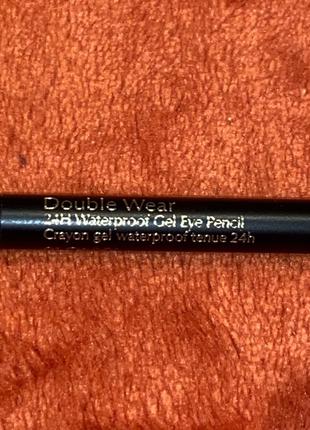 Double Wear
24H Waterproof Gel Eye Pencil
Crayon gel waterproof tenue 24h